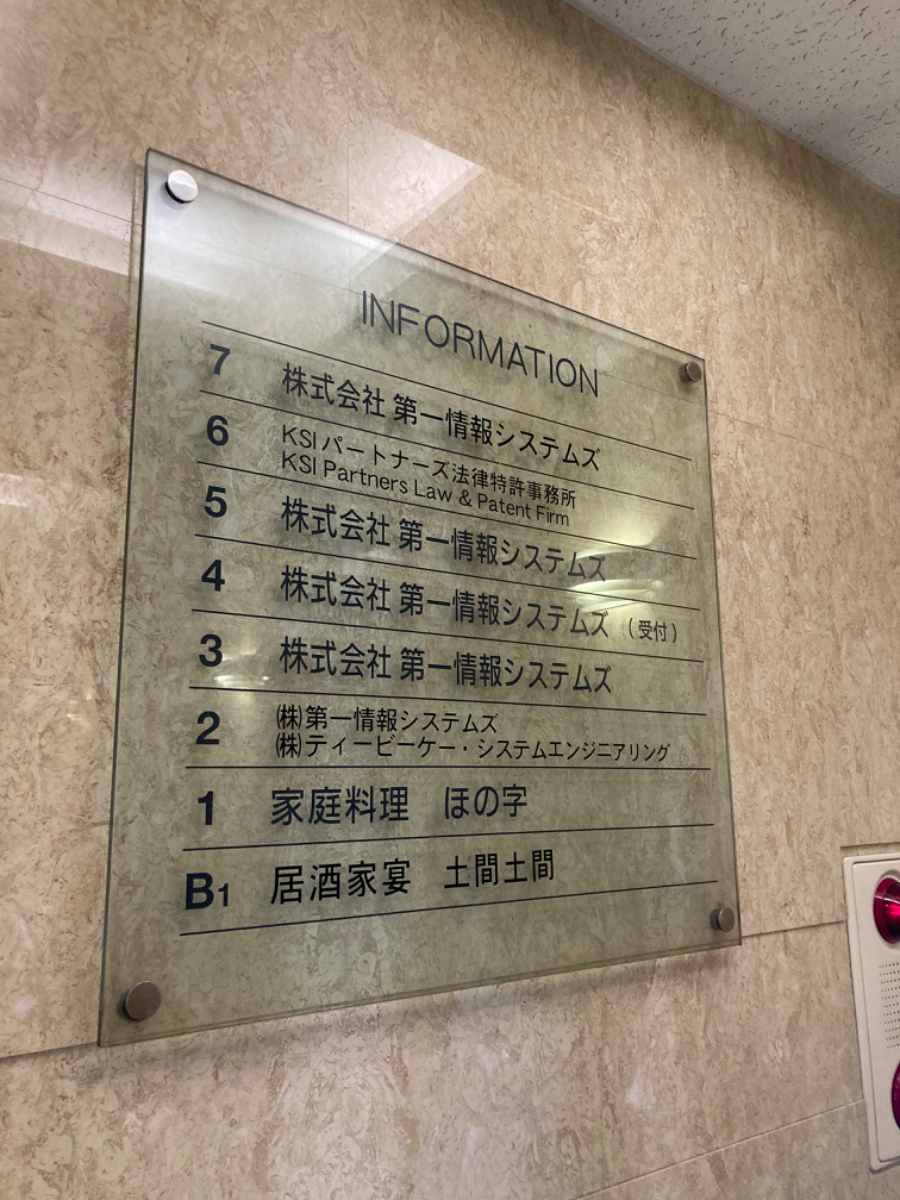 INFORMATION
7 株式会社 第一情報システムズ
6 KSIパートナーズ法律特許事務所
KSI Partners Law & Patent Firm
5 株式会社 第一情報システムズ
4 株式会社 第一情報システムズ (受付)
3 株式会社 第一情報システムズ
2 ㈱第一情報システムズ
㈱ティービーケー・システムエンジニアリング
1 家庭料理 ほの字
B1 居酒家宴 土間土間